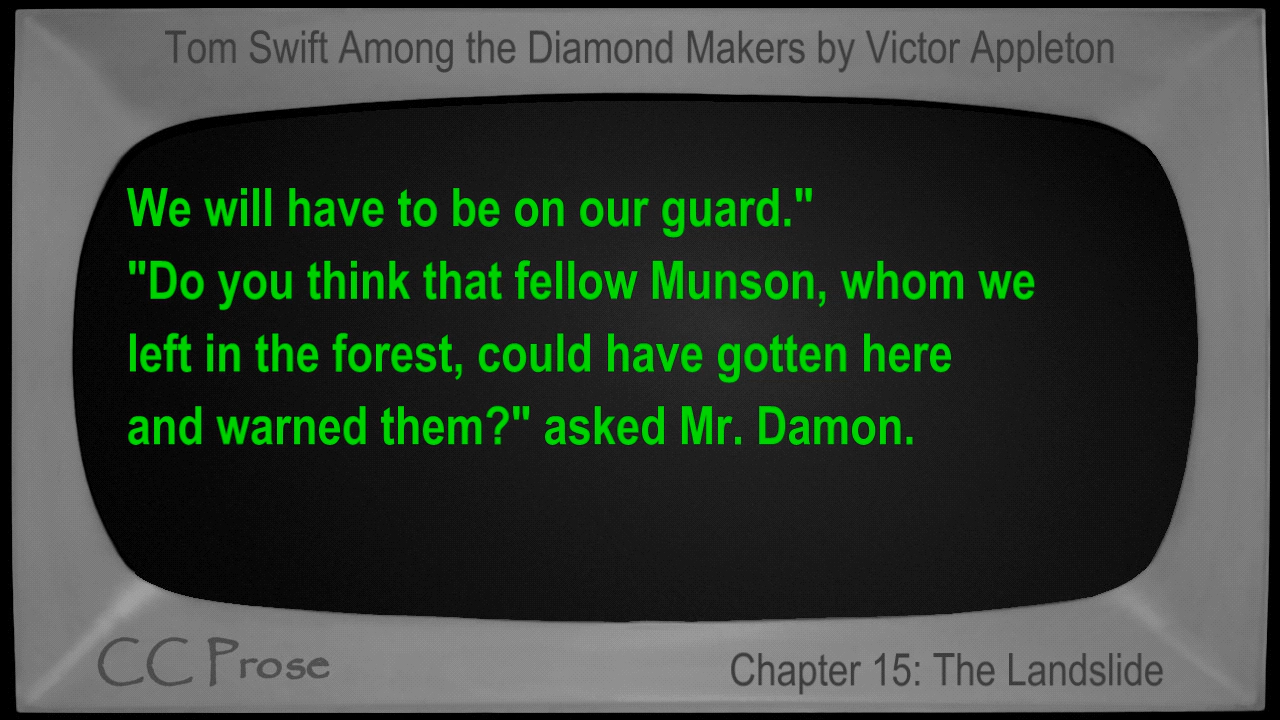 Tom Swift Among the Diamond Makers by Victor Appleton
We will have to be on our guard."
"Do you think that fellow Munson, whom we
left in the forest, could have gotten here
and warned them?" asked Mr. Damon.
CC Prose
Chapter 15: The Landslide